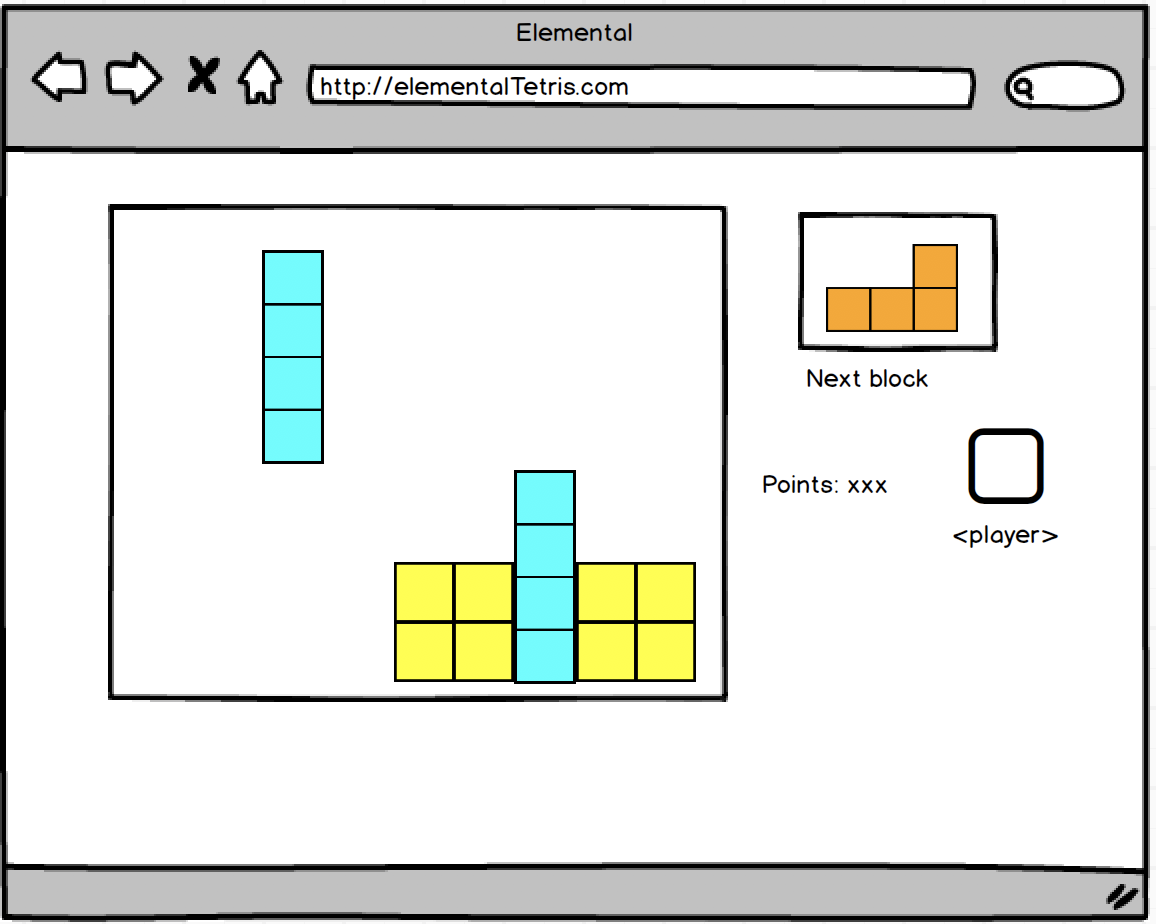 Elemental
http://elementalTetris.com
Next block
Points: xxx
<player>